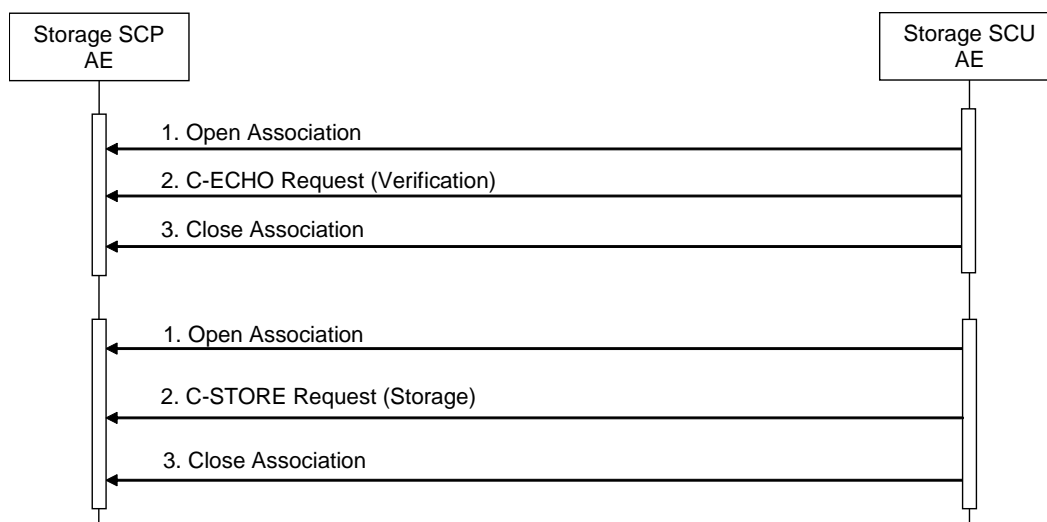 Storage SCP
AE
Storage SCU
AE
1. Open Association
2. C-ECHO Request (Verification)
3. Close Association
1. Open Association
2. C-STORE Request (Storage)
3. Close Association